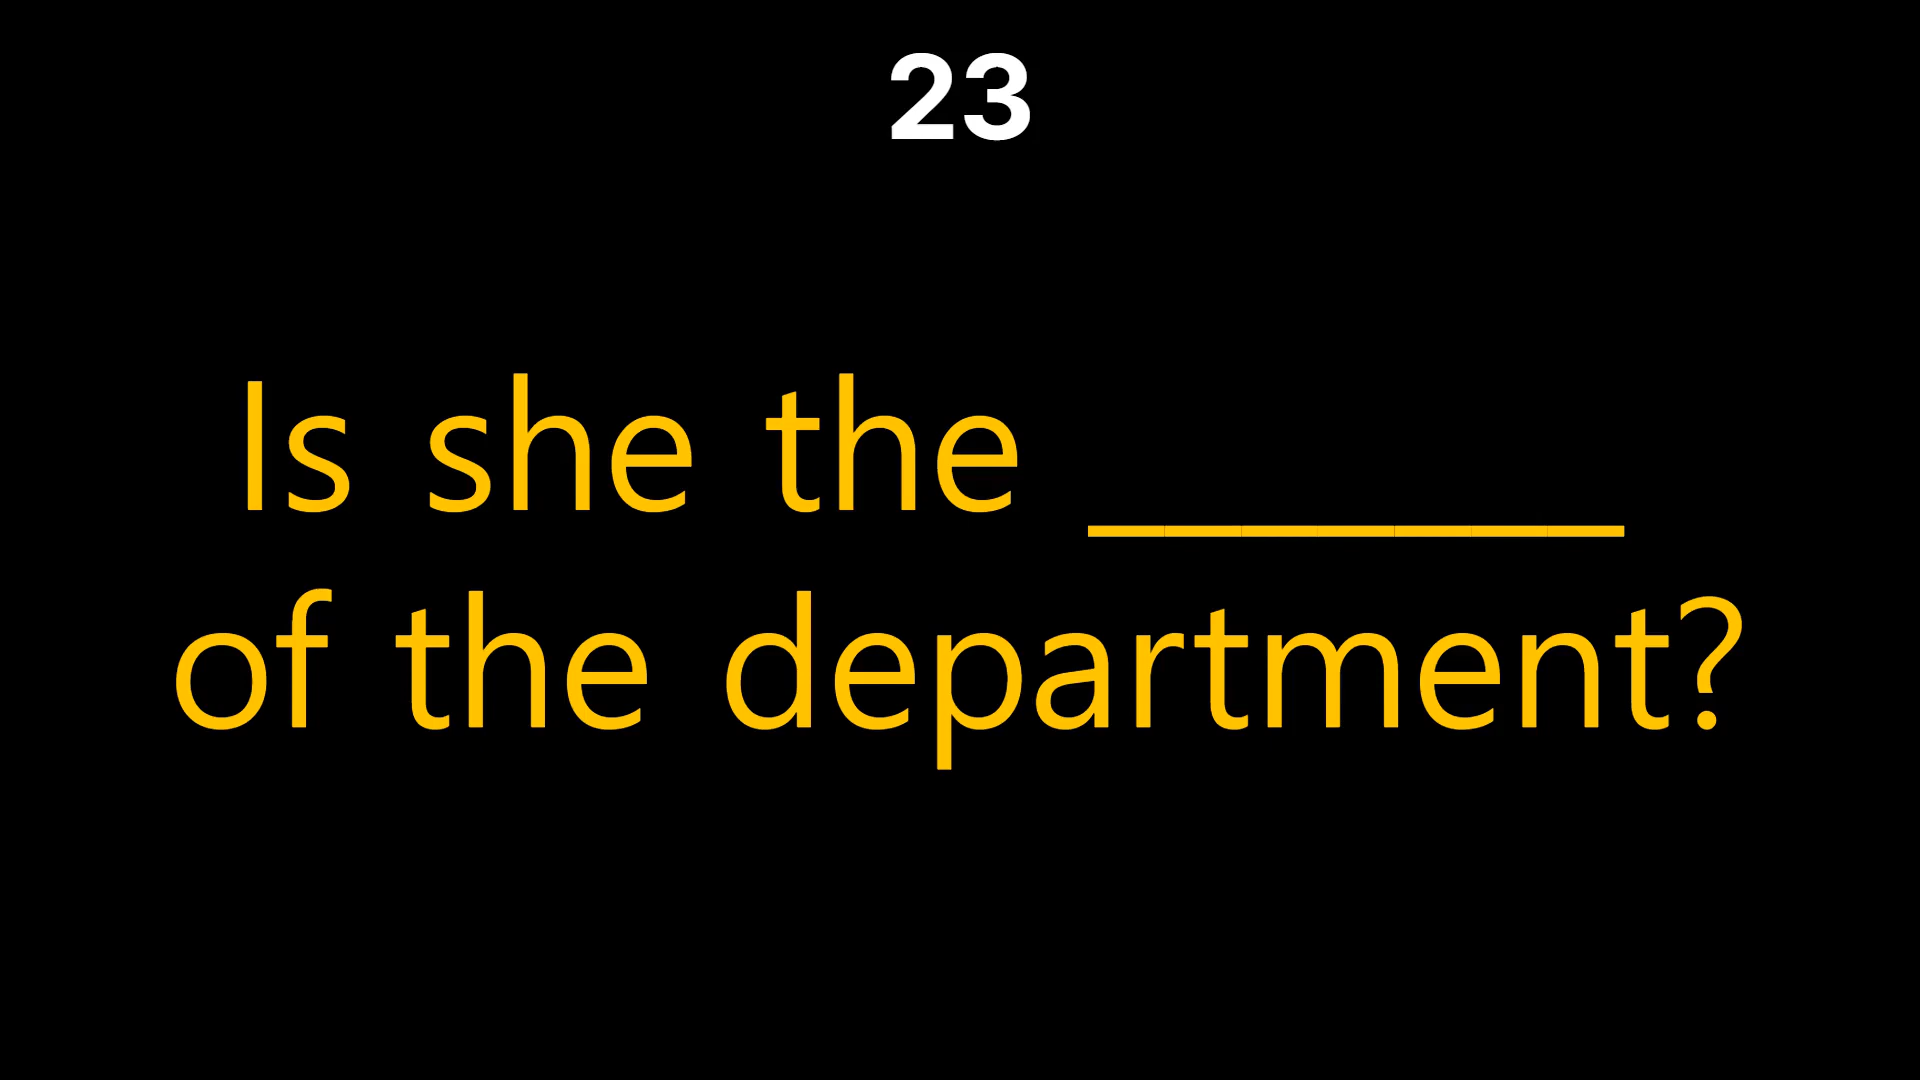 23
Is she the _______
of the department?